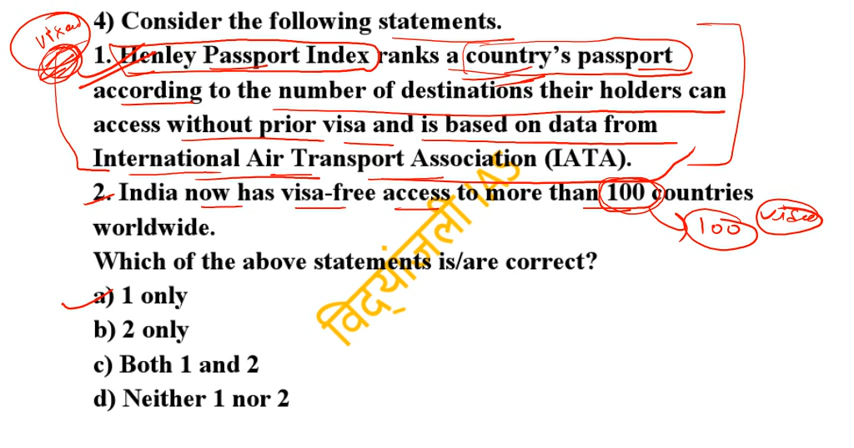 4) Consider the following statements.
visa
1. Henley Passport Index ranks a country's passport
according to the number of destinations their holders can
access without prior visa and is based on data from
International Air Transport Association (IATA).
2. India now has visa-free access to more than 100 countries
100 visa
worldwide.
Which of the above statements is/are correct?
a) 1 only
b) 2 only
c) Both 1 and 2
d) Neither 1 nor 2
विद्यांजली IAS